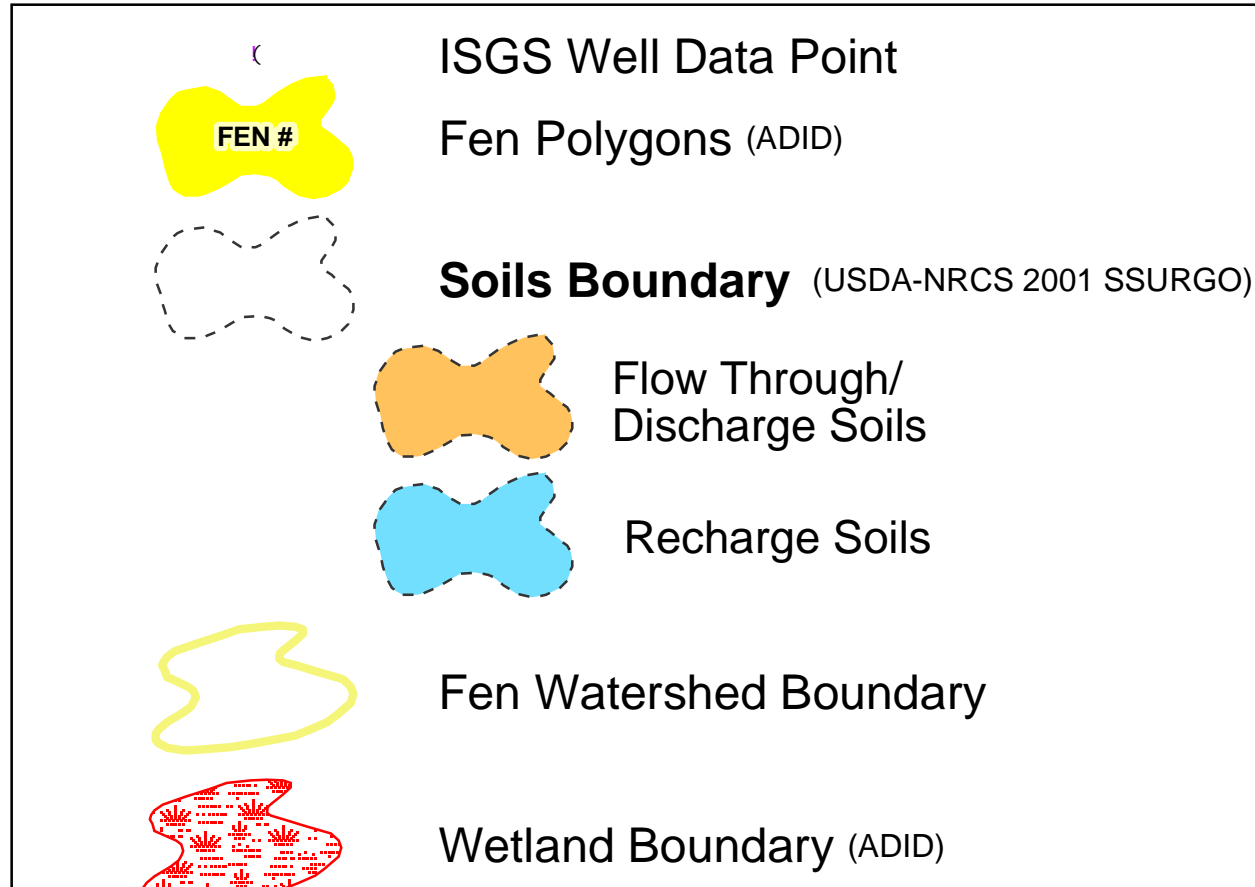 ISGS Well Data Point
FEN #
Fen Polygons (ADID)
Soils Boundary (USDA-NRCS 2001 SSURGO)
Flow Through/
Discharge Soils
Recharge Soils
Fen Watershed Boundary
Wetland Boundary (ADID)